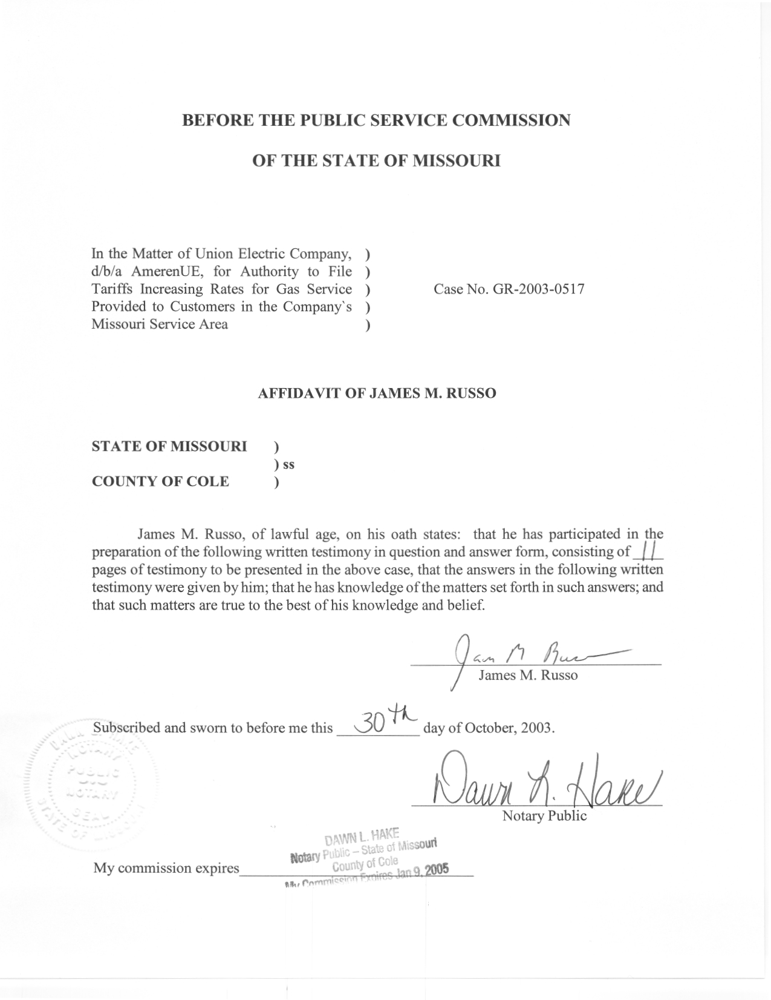 BEFORE THE PUBLIC SERVICE COMMISSION
OF THE STATE OF MISSOURI
In the Matter of Union Electric Company, )
d/b/a AmerenUE, for Authority to File )
Tariffs Increasing Rates for Gas Service ) Case No. GR-2003-0517
Provided to Customers in the Company`s )
Missouri Service Area )
AFFIDAVIT OF JAMES M. RUSSO
STATE OF MISSOURI )
) ss
COUNTY OF COLE )
James M. Russo, of lawful age, on his oath states: that he has participated in the
preparation of the following written testimony in question and answer form, consisting of 11
pages of testimony to be presented in the above case, that the answers in the following written
testimony were given by him; that he has knowledge of the matters set forth in such answers; and
that such matters are true to the best of his knowledge and belief.
James M Russo
James M. Russo
Subscribed and sworn to before me this 30th day of October, 2003.
DAWN L. HAKE
NOTARY
PUBLIC
NOTARY
SEAL
STATE OF MISSOURI
Dawn L. Hake
Notary Public
DAWN L. HAKE
Notary Public – State of Missouri
County of Cole
My commission expires
My Commission Expires Jan 9, 2005